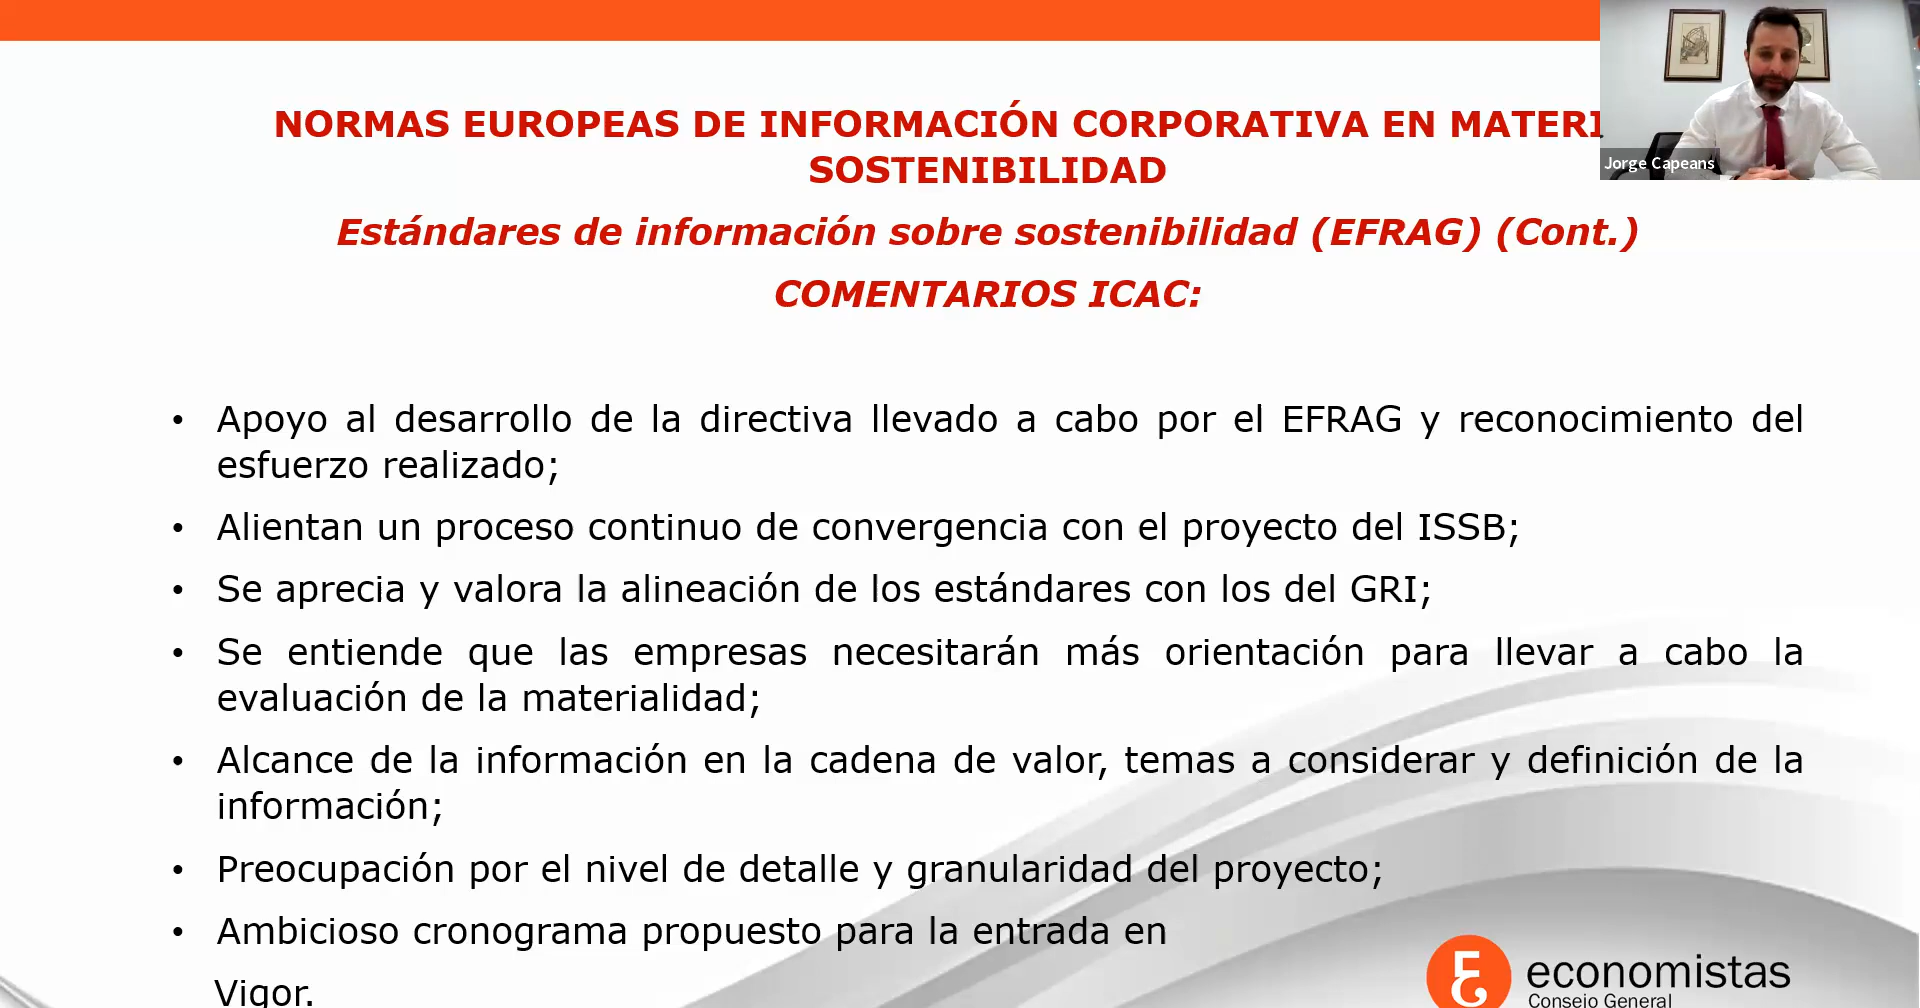 NORMAS EUROPEAS DE INFORMACIÓN CORPORATIVA EN MATERI
SOSTENIBILIDAD
Estándares de información sobre sostenibilidad (EFRAG) (Cont.)
COMENTARIOS ICAC:
Jorge Capeans
• Apoyo al desarrollo de la directiva llevado a cabo por el EFRAG y reconocimiento del
esfuerzo realizado;
• Alientan un proceso continuo de convergencia con el proyecto del ISSB;
• Se aprecia y valora la alineación de los estándares con los del GRI;
• Se entiende que las empresas necesitarán más orientación para llevar a cabo la
evaluación de la materialidad;
• Alcance de la información en la cadena de valor, temas a considerar y definición de la
información;
• Preocupación por el nivel de detalle y granularidad del proyecto;
• Ambicioso cronograma propuesto para la entrada en
Vigor.
economistas
Consejo General